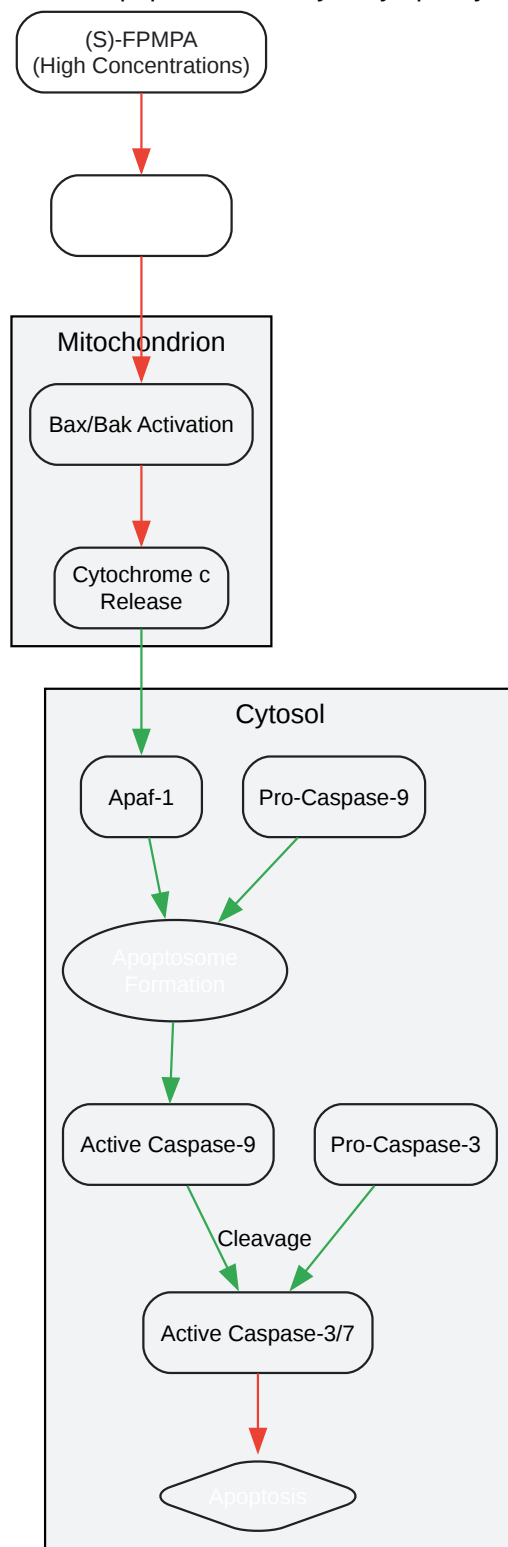 (S)-FPMPA
(High Concentrations)
Mitochondrion
Bax/Bak Activation
Cytochrome c
Release
Cytosol
Apaf-1
Pro-Caspase-9
Apoptosome
Formation
Active Caspase-9
Pro-Caspase-3
Cleavage
Active Caspase-3/7
Apoptosis